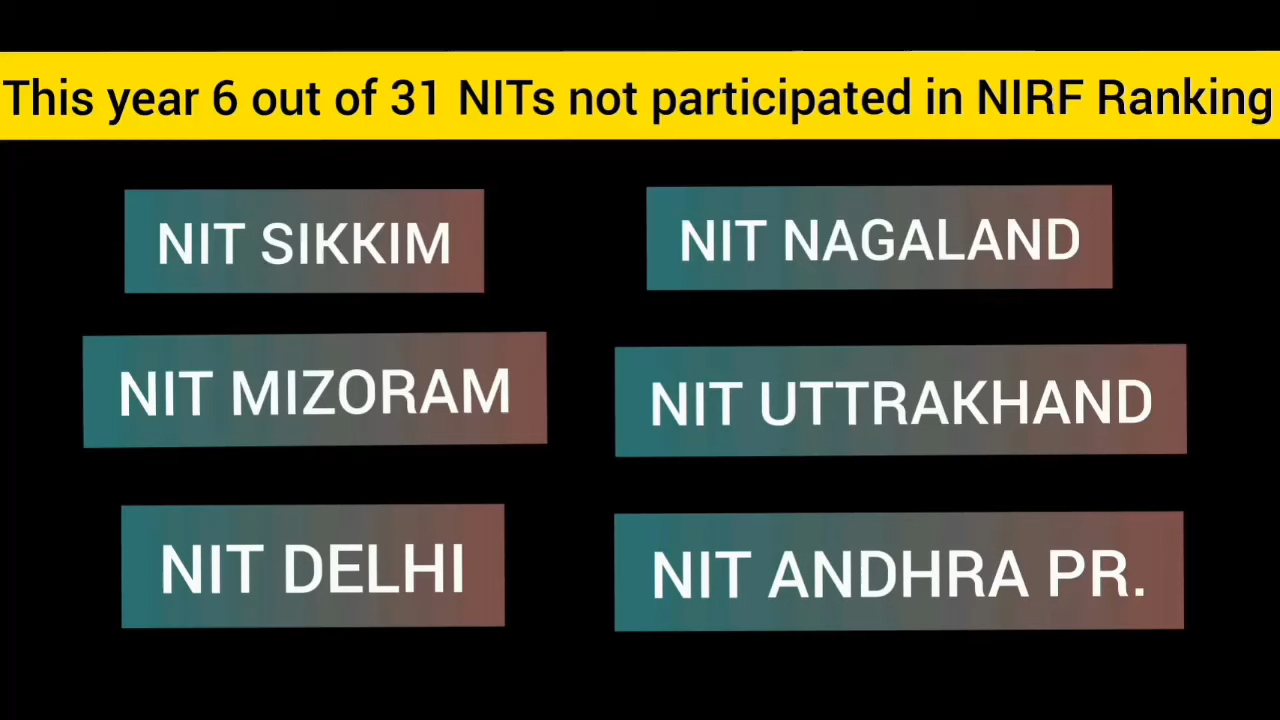 This year 6 out of 31 NITs not participated in NIRF Ranking
NIT SIKKIM
NIT NAGALAND
NIT MIZORAM
NIT UTTRAKHAND
NIT DELHI
NIT ANDHRA PR.